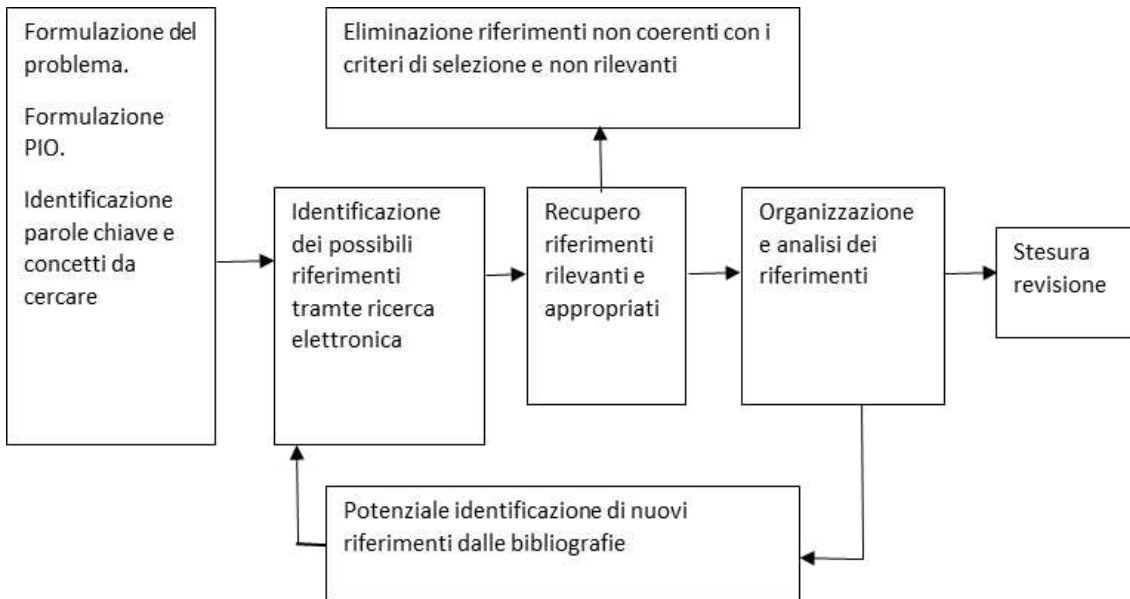 Formulazione del
problema.
Formulazione
PIO.
Identificazione
parole chiave e
concetti da
cercare
Eliminazione riferimenti non coerenti con i
criteri di selezione e non rilevanti
Identificazione
dei possibili
riferimenti
tramte ricerca
elettronica
Recupero
riferimenti
rilevanti e
appropriati
Organizzazione
e analisi dei
riferimenti
Stesura
revisione
Potenziale identificazione di nuovi
riferimenti dalle bibliografie